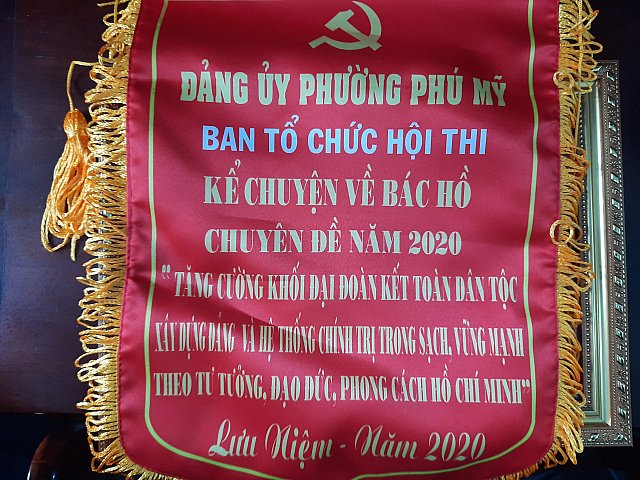 ĐẢNG ỦY PHƯỜNG PHÚ MỸ
BAN TỔ CHỨC HỘI THI
KỂ CHUYỆN VỀ BÁC HỒ
CHUYÊN ĐỀ NĂM 2020
“TĂNG CƯỜNG KHỐI ĐẠI ĐOÀN KẾT TOÀN DÂN TỘC
XÂY DỰNG ĐẢNG VÀ HỆ THỐNG CHÍNH TRỊ TRONG SẠCH, VỮNG MẠNH
THEO TƯ TƯỞNG, ĐẠO ĐỨC, PHONG CÁCH HỒ CHÍ MINH”
Lưu Niệm - Năm 2020